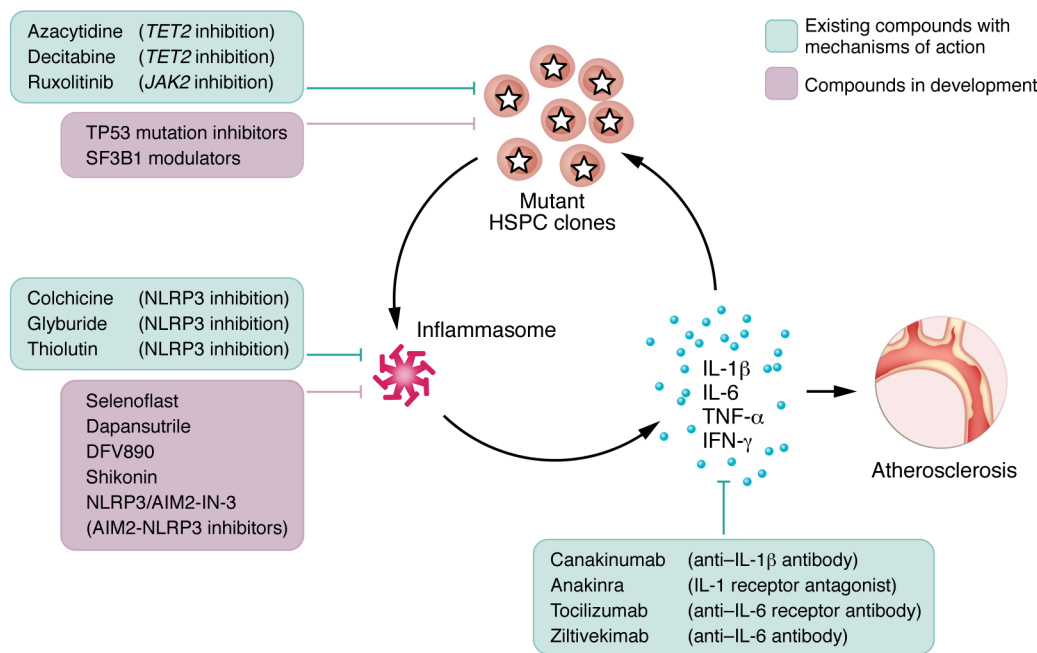 Azacytidine (TET2 inhibition)
Decitabine (TET2 inhibition)
Ruxolitinib (JAK2 inhibition)
TP53 mutation inhibitors
SF3B1 modulators
Existing compounds with
mechanisms of action
Compounds in development
Mutant
HSPC clones
Colchicine (NLRP3 inhibition)
Glyburide (NLRP3 inhibition)
Thiolutin (NLRP3 inhibition)
Inflammasome
Selenoflast
Dapansutrile
DFV890
Shikonin
NLRP3/AIM2-IN-3
(AIM2-NLRP3 inhibitors)
IL-1β
IL-6
TNF-α
IFN-γ
Atherosclerosis
Canakinumab (anti–IL-1β antibody)
Anakinra (IL-1 receptor antagonist)
Tocilizumab (anti–IL-6 receptor antibody)
Ziltivekimab (anti–IL-6 antibody)